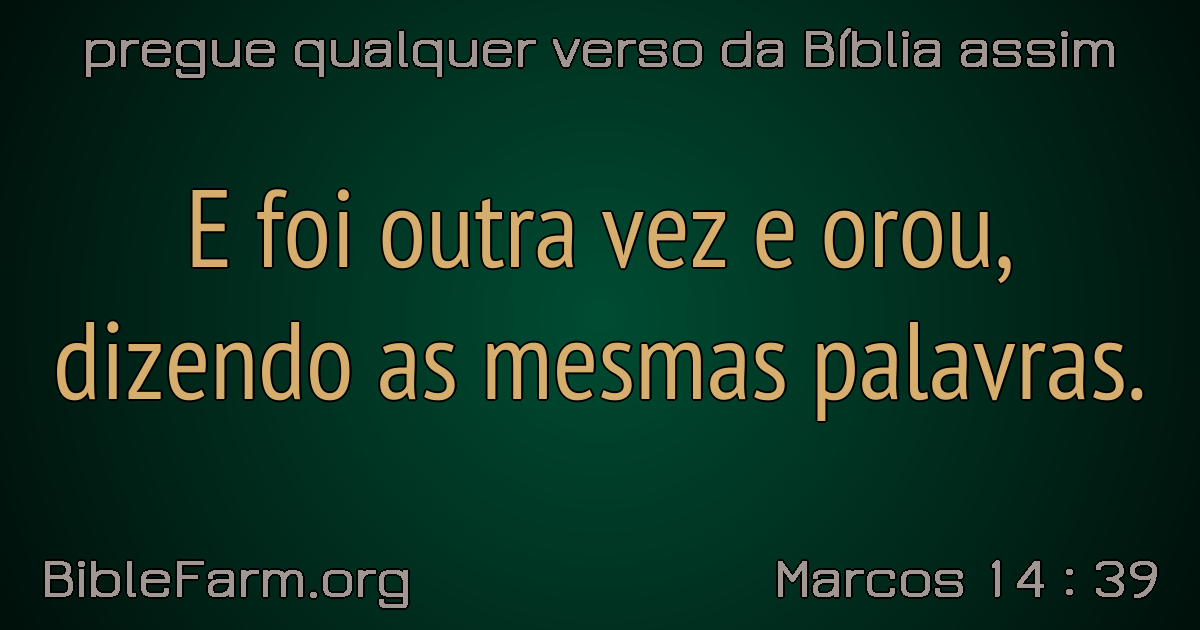 pregue qualquer verso da Bíblia assim
E foi outra vez e orou,
dizendo as mesmas palavras.
BibleFarm.org
Marcos 14 : 39